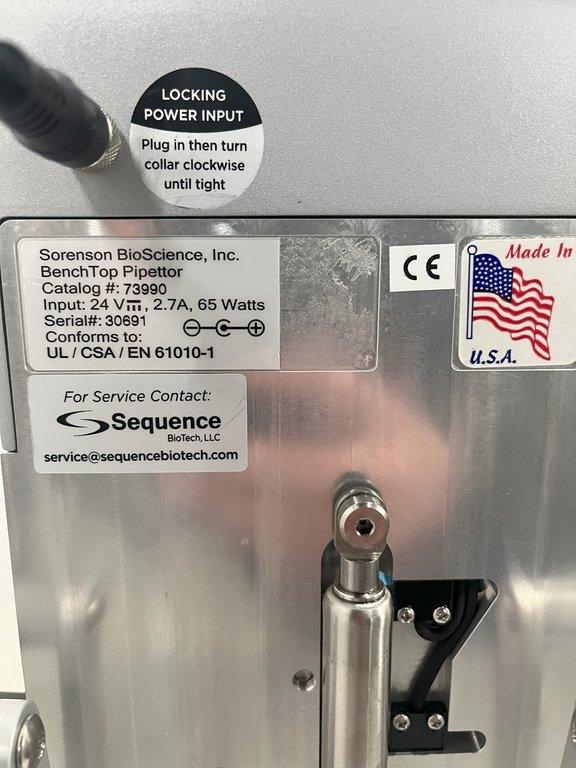 LOCKING
POWER INPUT
Plug in then turn
collar clockwise
until tight
Sorenson BioScience, Inc.
BenchTop Pipettor
Catalog #: 73990
Input: 24 V⎓, 2.7A, 65 Watts
Serial#: 30691
Conforms to:
UL / CSA / EN 61010-1
CE
Made In
U.S.A.
For Service Contact:
Sequence
BioTech, LLC
service@sequencebiotech.com